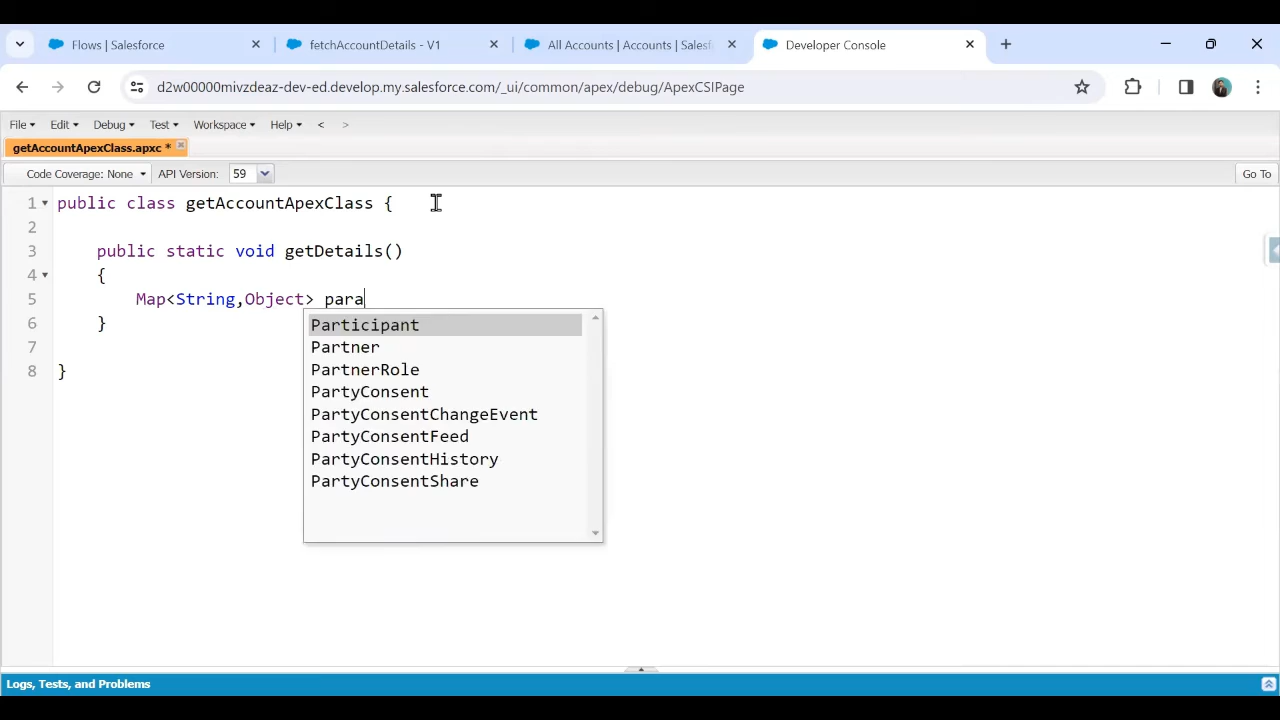 Flows | Salesforce
fetchAccountDetails - V1
All Accounts | Accounts | Salesf
Developer Console
d2w00000mivzdeaz-dev-ed.develop.my.salesforce.com/_ui/common/apex/debug/ApexCSIPage
File Edit Debug Test Workspace Help < >
getAccountApexClass.apxc *
Code Coverage: None API Version: 59 Go To
1 public class getAccountApexClass {
2
3 public static void getDetails()
4 {
5 Map<String,Object> para
6 }
7
8 }
Participant
Partner
PartnerRole
PartyConsent
PartyConsentChangeEvent
PartyConsentFeed
PartyConsentHistory
PartyConsentShare
Logs, Tests, and Problems